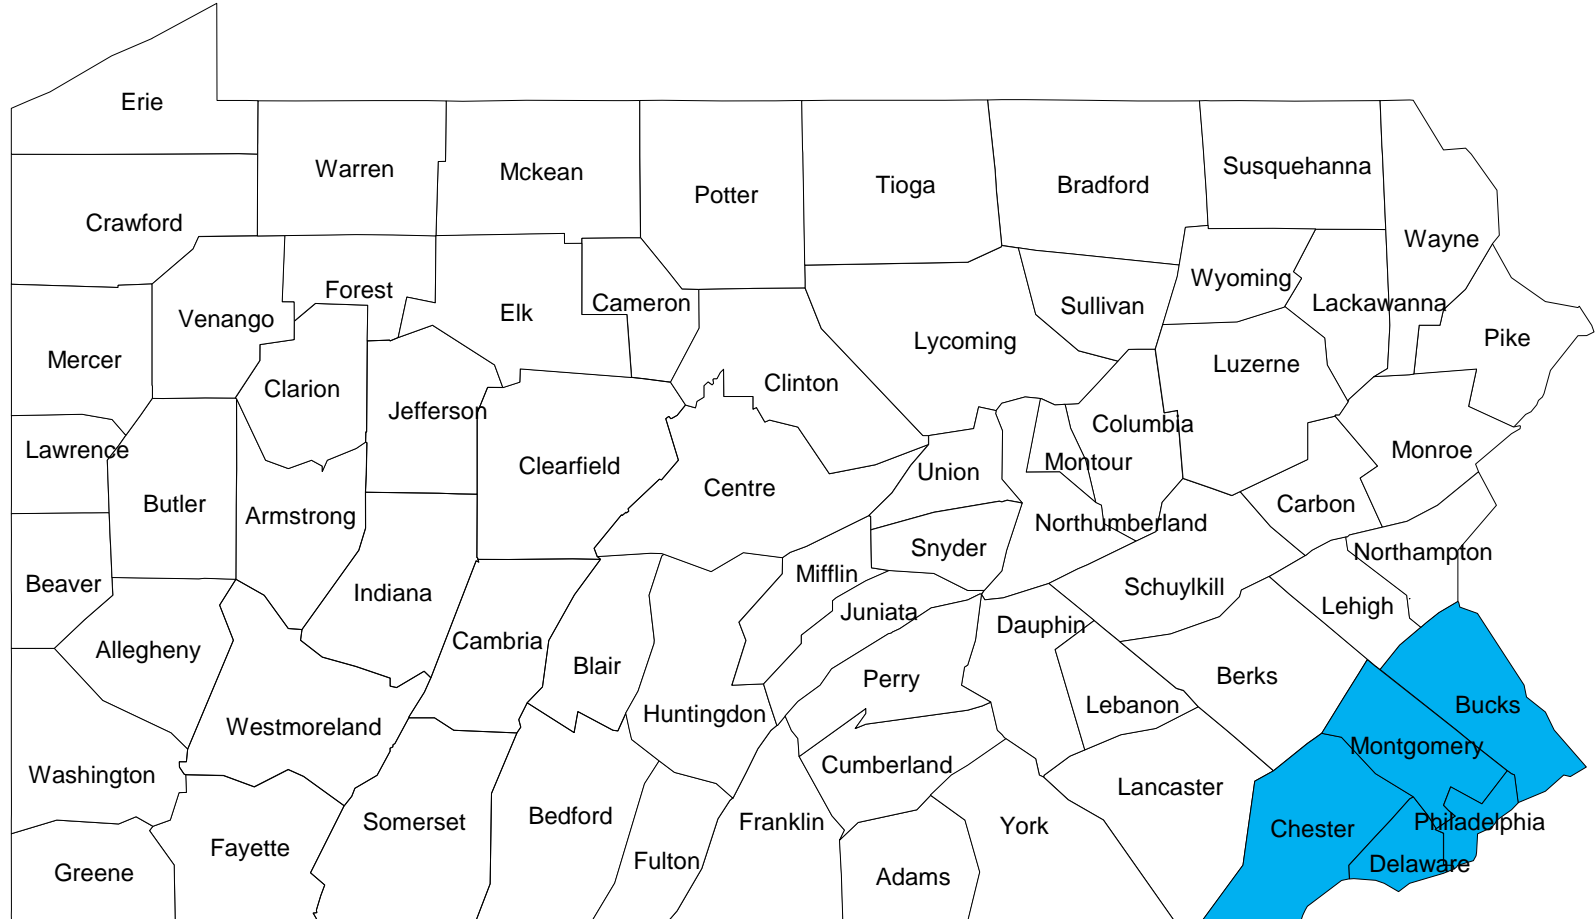 Erie
Warren
Mckean
Potter
Tioga
Bradford
Susquehanna
Crawford
Wayne
Forest
Venango
Elk
Cameron
Wyoming
Sullivan
Lackawanna
Mercer
Clarion
Jefferson
Clinton
Lycoming
Luzerne
Pike
Columbia
Lawrence
Butler
Armstrong
Clearfield
Centre
Union
Montour
Monroe
Carbon
Northumberland
Snyder
Northampton
Beaver
Indiana
Mifflin
Juniata
Schuylkill
Lehigh
Allegheny
Cambria
Blair
Dauphin
Perry
Huntingdon
Lebanon
Berks
Bucks
Westmoreland
Montgomery
Washington
Cumberland
Lancaster
Somerset
Bedford
Franklin
York
Chester
Philadelphia
Greene
Fayette
Fulton
Adams
Delaware